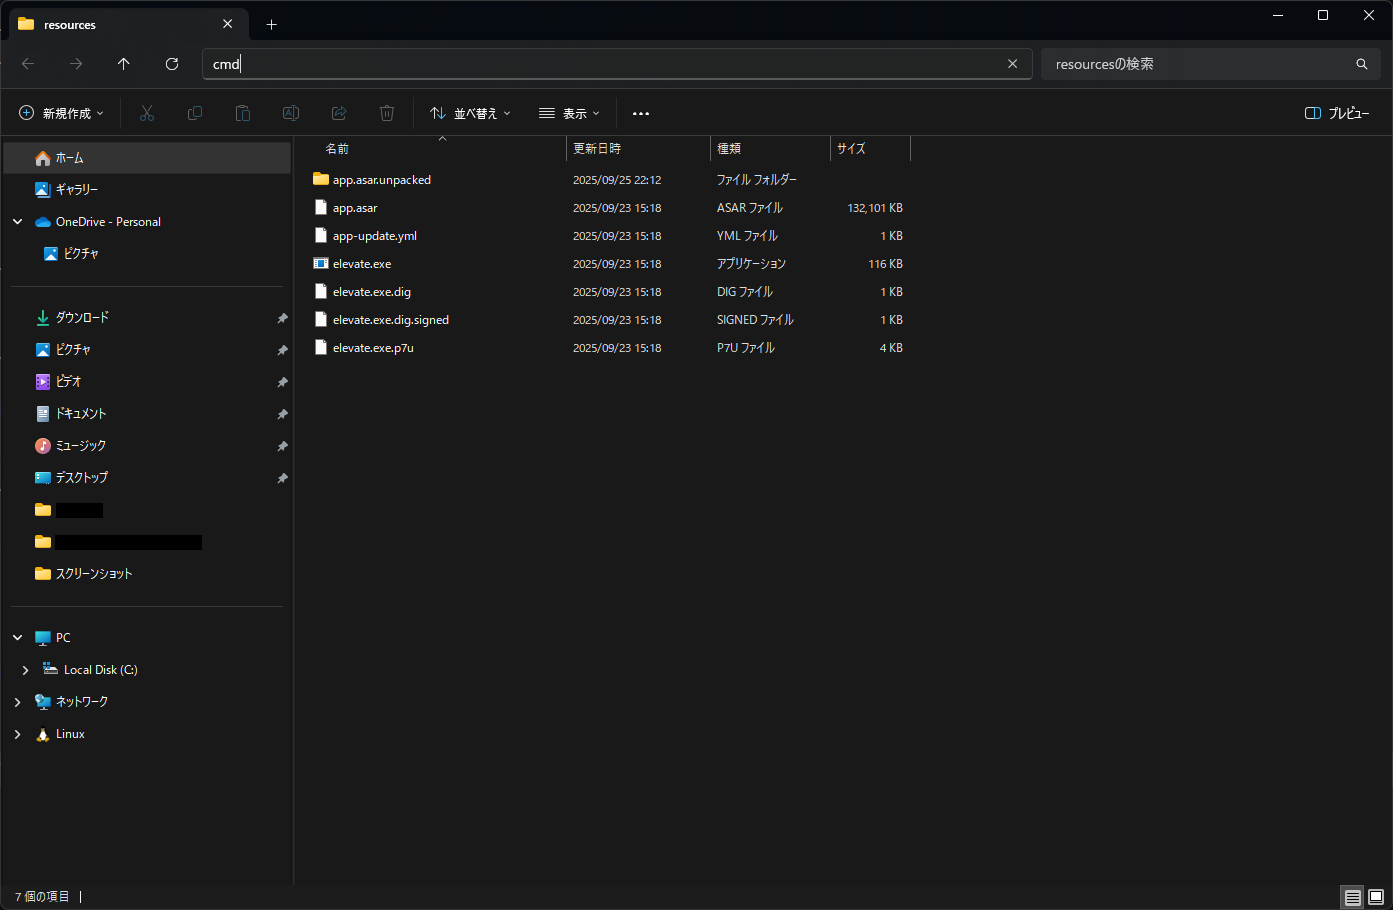 resources
cmd
resourcesの検索
新規作成
並べ替え
表示
プレビュー
ホーム
ギャラリー
OneDrive - Personal
ピクチャ
ダウンロード
ピクチャ
ビデオ
ドキュメント
ミュージック
デスクトップ
スクリーンショット
PC
Local Disk (C:)
ネットワーク
Linux
名前 更新日時 種類 サイズ
app.asar.unpacked 2025/09/25 22:12 ファイル フォルダー
app.asar 2025/09/23 15:18 ASAR ファイル 132,101 KB
app-update.yml 2025/09/23 15:18 YML ファイル 1 KB
elevate.exe 2025/09/23 15:18 アプリケーション 116 KB
elevate.exe.dig 2025/09/23 15:18 DIG ファイル 1 KB
elevate.exe.dig.signed 2025/09/23 15:18 SIGNED ファイル 1 KB
elevate.exe.p7u 2025/09/23 15:18 P7U ファイル 4 KB
7 個の項目